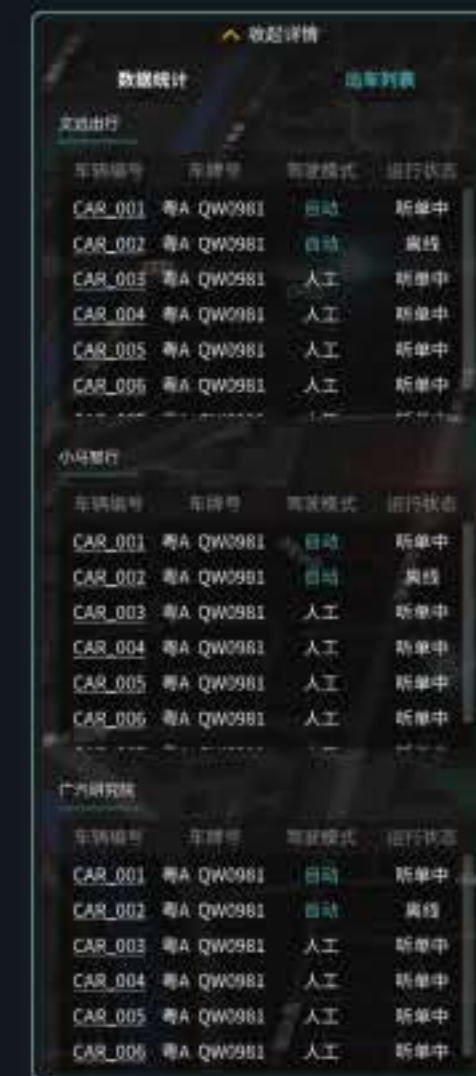 收起详情
数据统计 出车列表
文远出行
车辆编号 车牌号 驾驶模式 运行状态
CAR_001 粤A QW0981 自动 听单中
CAR_002 粤A QW0981 自动 离线
CAR_003 粤A QW0981 人工 听单中
CAR_004 粤A QW0981 人工 听单中
CAR_005 粤A QW0981 人工 听单中
CAR_006 粤A QW0981 人工 听单中
小马智行
车辆编号 车牌号 驾驶模式 运行状态
CAR_001 粤A QW0981 自动 听单中
CAR_002 粤A QW0981 自动 离线
CAR_003 粤A QW0981 人工 听单中
CAR_004 粤A QW0981 人工 听单中
CAR_005 粤A QW0981 人工 听单中
CAR_006 粤A QW0981 人工 听单中
广汽研究院
车辆编号 车牌号 驾驶模式 运行状态
CAR_001 粤A QW0981 自动 听单中
CAR_002 粤A QW0981 自动 离线
CAR_003 粤A QW0981 人工 听单中
CAR_004 粤A QW0981 人工 听单中
CAR_005 粤A QW0981 人工 听单中
CAR_006 粤A QW0981 人工 听单中